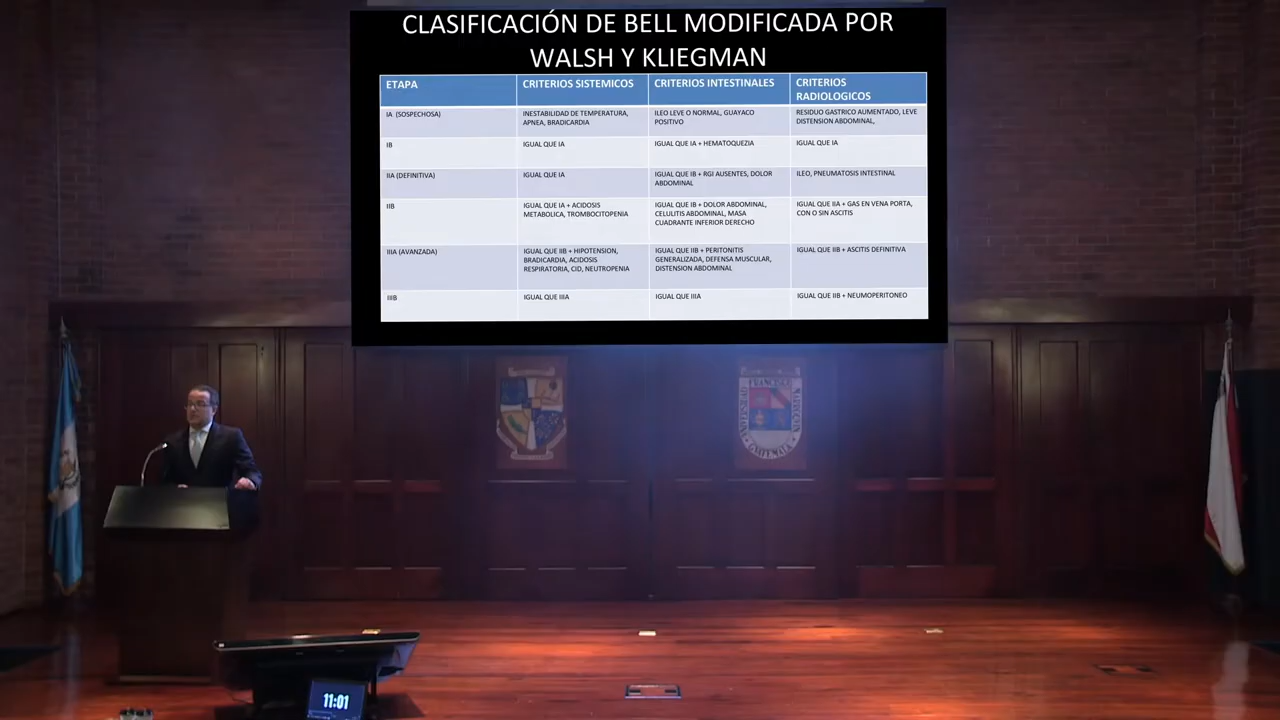 CLASIFICACIÓN DE BELL MODIFICADA POR
WALSH Y KLIEGMAN
ETAPA
CRITERIOS SISTEMICOS
CRITERIOS INTESTINALES
CRITERIOS
RADIOLOGICOS
IA (SOSPECHOSA)
INESTABILIDAD DE TEMPERATURA,
APNEA, BRADICARDIA
ILEO LEVE O NORMAL, GUAYACO
POSITIVO
RESIDUO GASTRICO AUMENTADO, LEVE
DISTENSION ABDOMINAL,
IB
IGUAL QUE IA
IGUAL QUE IA + HEMATOQUEZIA
IGUAL QUE IA
IIA (DEFINITIVA)
IGUAL QUE IA
IGUAL QUE IB + RGI AUSENTES, DOLOR
ABDOMINAL
ILEO, PNEUMATOSIS INTESTINAL
IIB
IGUAL QUE IA + ACIDOSIS
METABOLICA, TROMBOCITOPENIA
IGUAL QUE IB + DOLOR ABDOMINAL,
CELULITIS ABDOMINAL, MASA
CUADRANTE INFERIOR DERECHO
IGUAL QUE IIA + GAS EN VENA PORTA,
CON O SIN ASCITIS
IIIA (AVANZADA)
IGUAL QUE IIB + HIPOTENSION,
BRADICARDIA, ACIDOSIS
RESPIRATORIA, CID, NEUTROPENIA
IGUAL QUE IIB + PERITONITIS
GENERALIZADA, DEFENSA MUSCULAR,
DISTENSION ABDOMINAL
IGUAL QUE IIB + ASCITIS DEFINITIVA
IIIB
IGUAL QUE IIIA
IGUAL QUE IIIA
IGUAL QUE IIB + NEUMOPERITONEO
FRANCISCO
MARROQUIN
UNIVERSIDAD
GUATEMALA
11:01